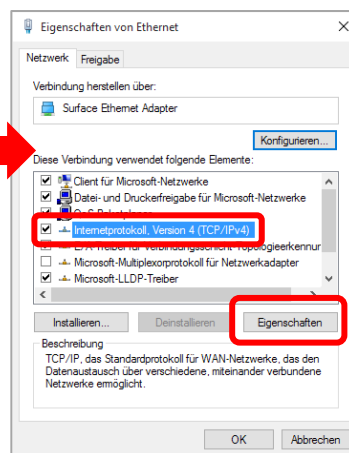 Eigenschaften von Ethernet
Netzwerk Freigabe
Verbindung herstellen über:
Surface Ethernet Adapter
Konfigurieren...
Diese Verbindung verwendet folgende Elemente:
Client für Microsoft-Netzwerke
Datei- und Druckerfreigabe für Microsoft-Netzwerke
Internetprotokoll, Version 4 (TCP/IPv4)
Microsoft-Multiplexorprotokoll für Netzwerkadapter
Microsoft-LLDP-Treiber
Installieren... Deinstallieren Eigenschaften
Beschreibung
TCP/IP, das Standardprotokoll für WAN-Netzwerke, das den
Datenaustausch über verschiedene, miteinander verbundene
Netzwerke ermöglicht.
OK Abbrechen